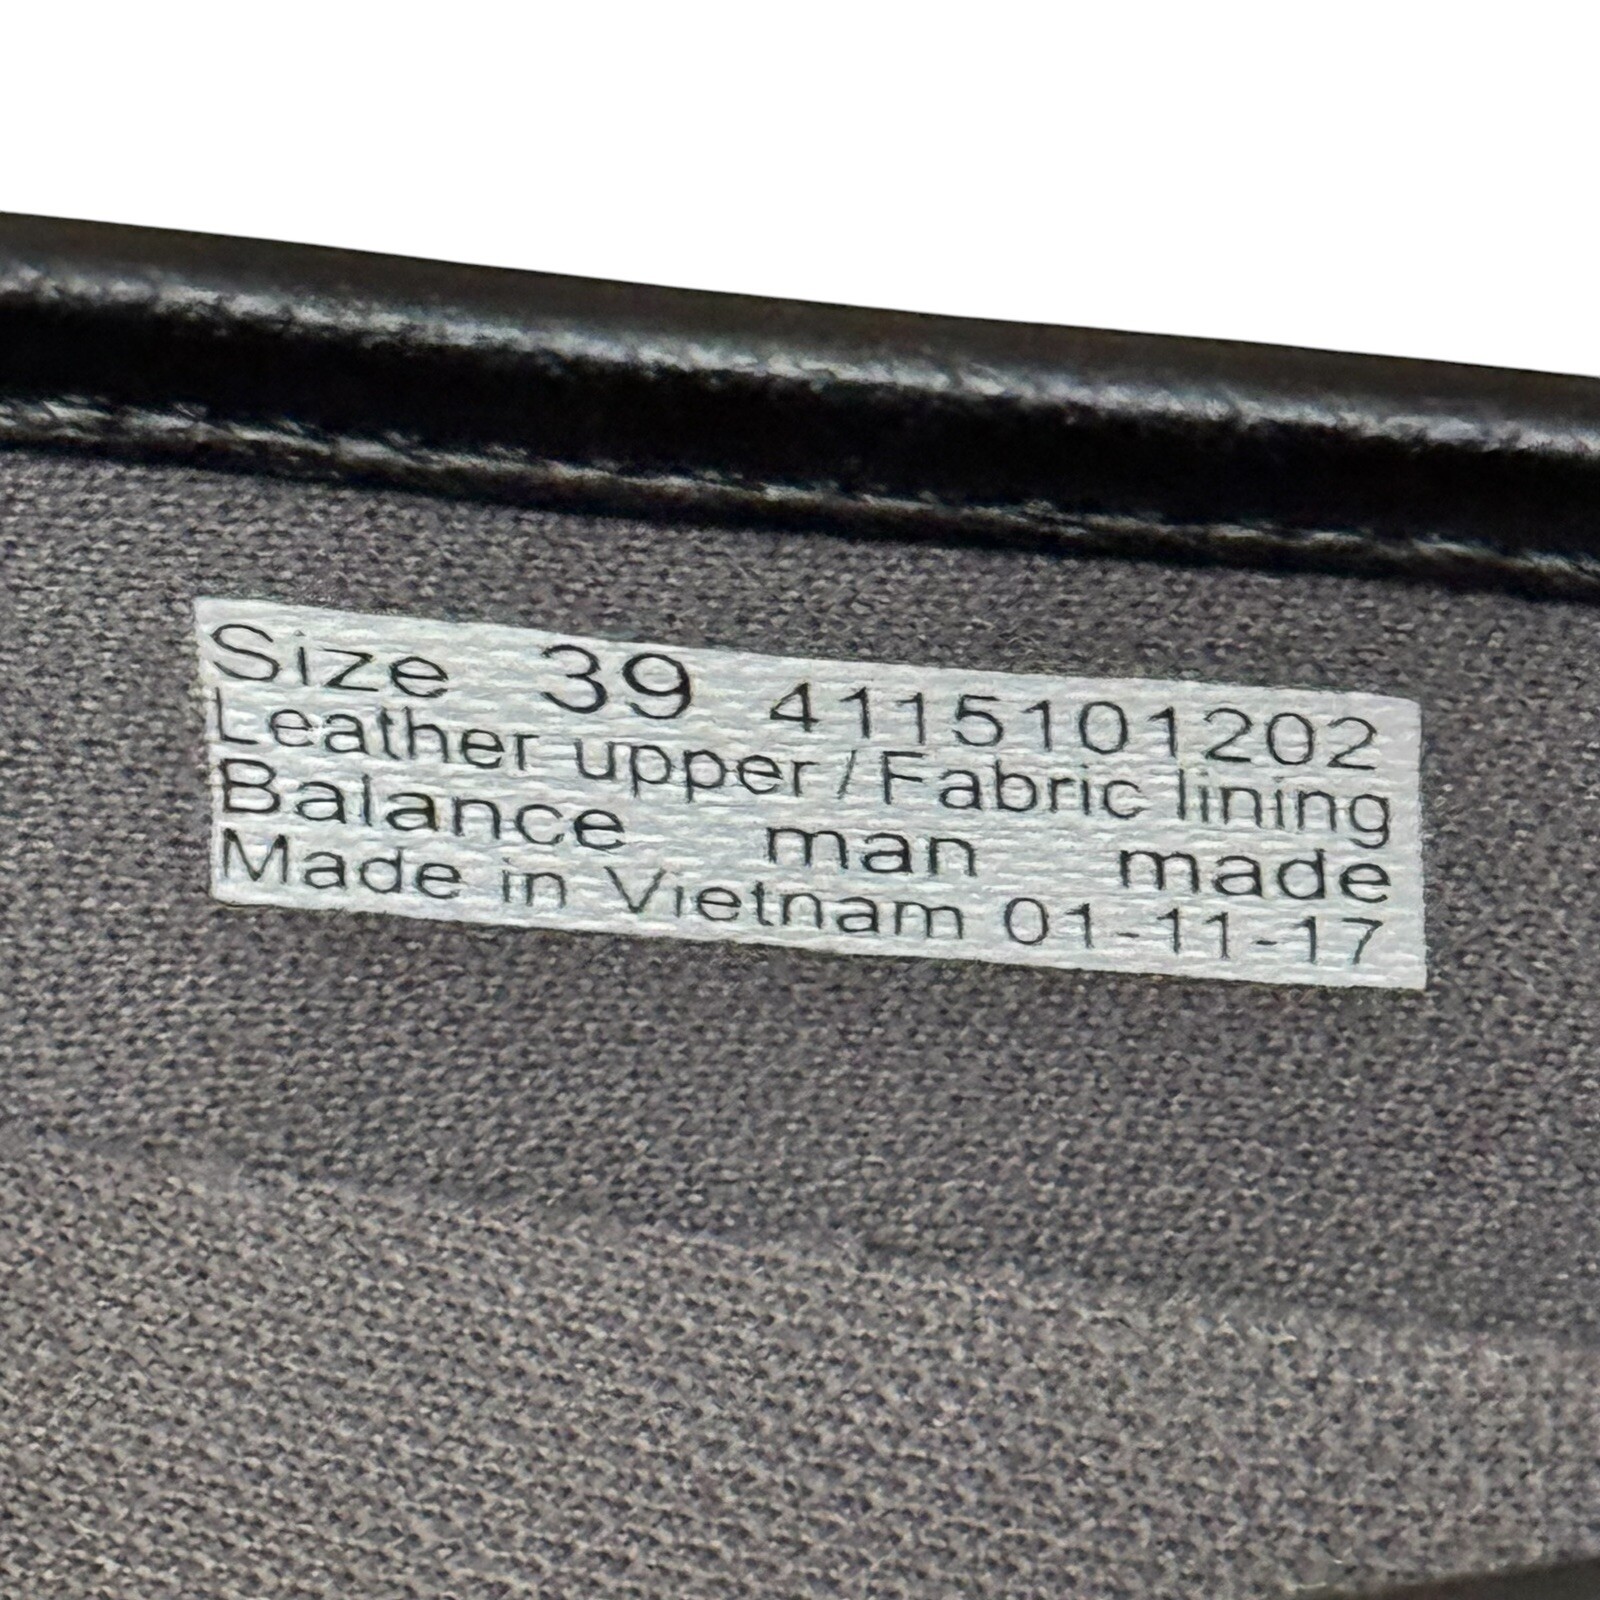 Size 39 4115101202
Leather upper / Fabric lining
Balance man made
Made in Vietnam 01-11-17